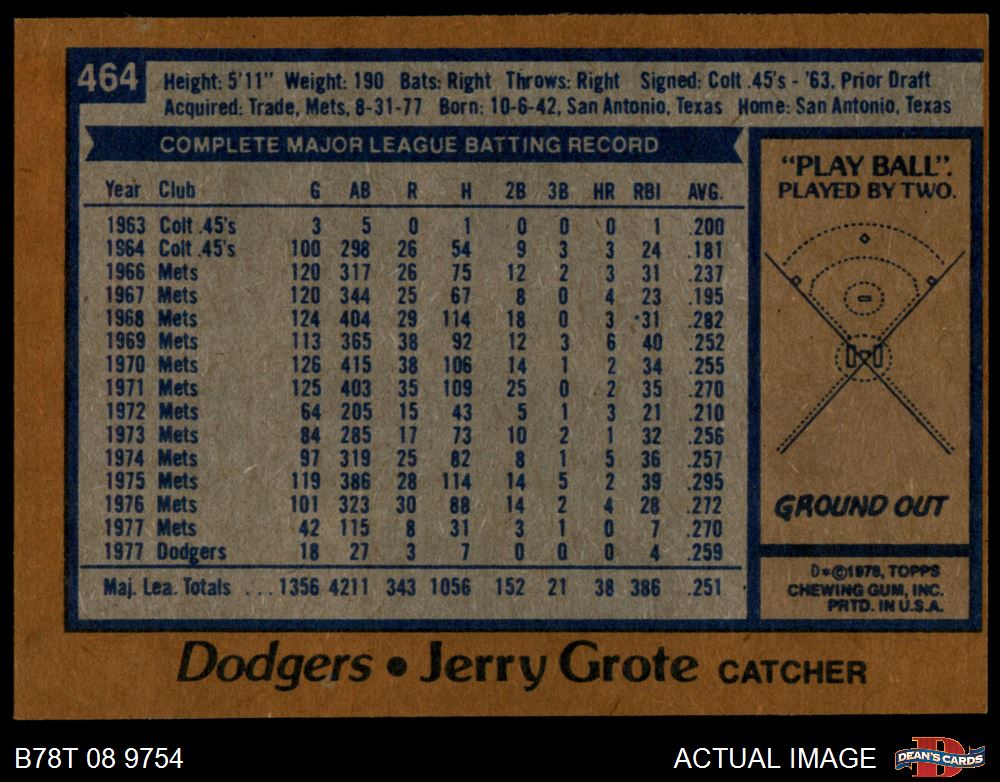 464
Height: 5'11" Weight: 190 Bats: Right Throws: Right Signed: Colt .45's - '63, Prior Draft
Acquired: Trade, Mets, 8-31-77 Born: 10-6-42, San Antonio, Texas Home: San Antonio, Texas
COMPLETE MAJOR LEAGUE BATTING RECORD
Year Club G AB R H 2B 3B HR RBI AVG.
1963 Colt .45's 3 5 0 1 0 0 0 1 .200
1964 Colt .45's 100 298 26 54 9 3 3 24 .181
1966 Mets 120 317 26 75 12 2 3 31 .237
1967 Mets 120 344 25 67 8 0 4 23 .195
1968 Mets 124 404 29 114 18 0 3 31 .282
1969 Mets 113 365 38 92 12 3 6 40 .252
1970 Mets 126 415 38 106 14 1 2 34 .255
1971 Mets 125 403 35 109 25 0 2 35 .270
1972 Mets 64 205 15 43 5 1 3 21 .210
1973 Mets 84 285 17 73 10 2 1 32 .256
1974 Mets 97 319 25 82 8 1 5 36 .257
1975 Mets 119 386 28 114 14 5 2 39 .295
1976 Mets 101 323 30 88 14 2 4 28 .272
1977 Mets 42 115 8 31 3 1 0 7 .270
1977 Dodgers 18 27 3 7 0 0 0 4 .259
Maj. Lea. Totals ... 1356 4211 343 1056 152 21 38 386 .251
"PLAY BALL".
PLAYED BY TWO.
GROUND OUT
D*©1978, TOPPS
CHEWING GUM, INC.
PRTD. IN U.S.A.
Dodgers • Jerry Grote CATCHER
B78T 08 9754
ACTUAL IMAGE
D
DEAN'S CARDS